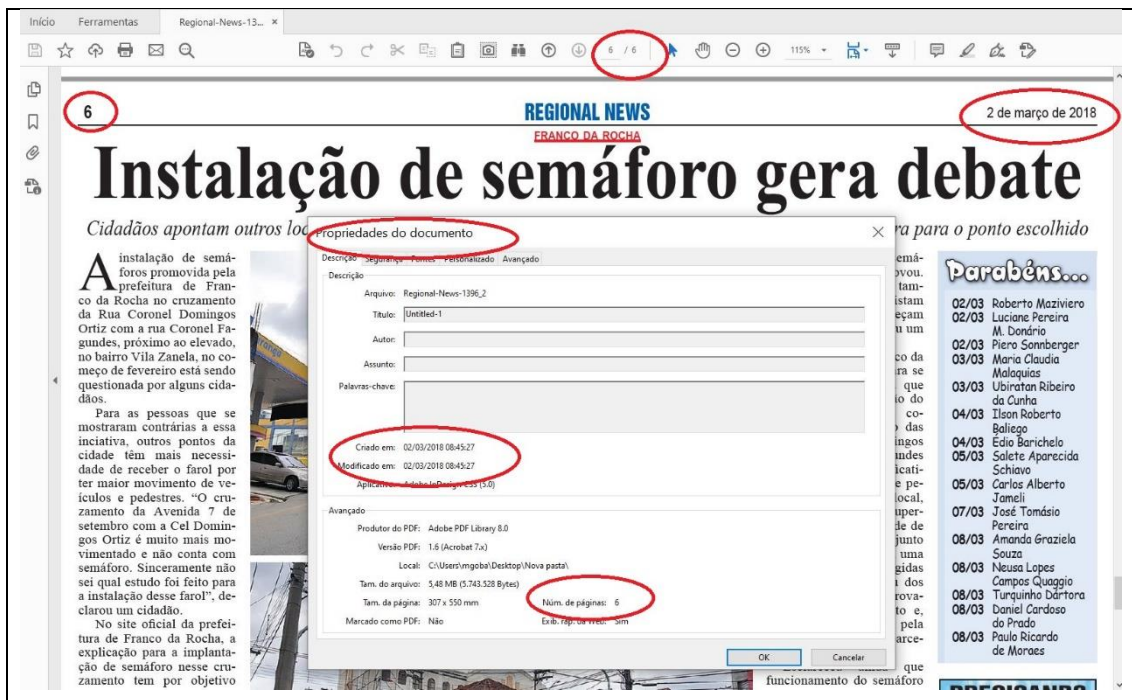 Início Ferramentas Regional-News-13... ×
6 / 6 115%
6 REGIONAL NEWS 2 de março de 2018
FRANCO DA ROCHA
Instalação de semáforo gera debate
Cidadãos apontam outros loc
ra para o ponto escolhido
A instalação de semá-
foros promovida pela
prefeitura de Fran-
co da Rocha no cruzamento
da Rua Coronel Domingos
Ortiz com a rua Coronel Fa-
gundes, próximo ao elevado,
no bairro Vila Zanela, no co-
meço de fevereiro está sendo
questionada por alguns cida-
dãos.
Para as pessoas que se
mostraram contrárias a essa
inciativa, outros pontos da
cidade têm mais necessi-
dade de receber o farol por
ter maior movimento de ve-
ículos e pedestres. “O cru-
zamento da Avenida 7 de
setembro com a Cel Domin-
gos Ortiz é muito mais mo-
vimentado e não conta com
semáforo. Sinceramente não
sei qual estudo foi feito para
a instalação desse farol”, de-
clarou um cidadão.
No site oficial da prefei-
tura de Franco da Rocha, a
explicação para a implanta-
ção de semáforo nesse cru-
zamento tem por objetivo
Propriedades do documento
Descrição Segurança Fontes Personalizado Avançado
Descrição
Arquivo: Regional-News-1396_2
Título: Untitled-1
Autor:
Assunto:
Palavras-chave:
Criado em: 02/03/2018 08:45:27
Modificado em: 02/03/2018 08:45:27
Aplicativo: Adobe InDesign CS3 (5.0)
Avançado
Produtor do PDF: Adobe PDF Library 8.0
Versão PDF: 1.6 (Acrobat 7.x)
Local: C:\Users\mgoba\Desktop\Nova pasta\
Tam. do arquivo: 5,48 MB (5.743.528 Bytes)
Tam. da página: 307 x 550 mm Núm. de páginas: 6
Marcado como PDF: Não Exib. ráp. da Web: Sim
OK Cancelar
que
funcionamento do semáforo
Parabéns...
02/03 Roberto Maziviero
02/03 Luciane Pereira
M. Donário
02/03 Piero Sonnberger
03/03 Maria Claudia
Malaquias
03/03 Ubiratan Ribeiro
da Cunha
04/03 Ilson Roberto
Baliego
04/03 Édio Barichelo
05/03 Salete Aparecida
Schiavo
05/03 Carlos Alberto
Jameli
07/03 José Tomásio
Pereira
08/03 Amanda Graziela
Souza
08/03 Neusa Lopes
Campos Quaggio
08/03 Turquinho Dártora
08/03 Daniel Cardoso
do Prado
08/03 Paulo Ricardo
de Moraes
PRECISANDO